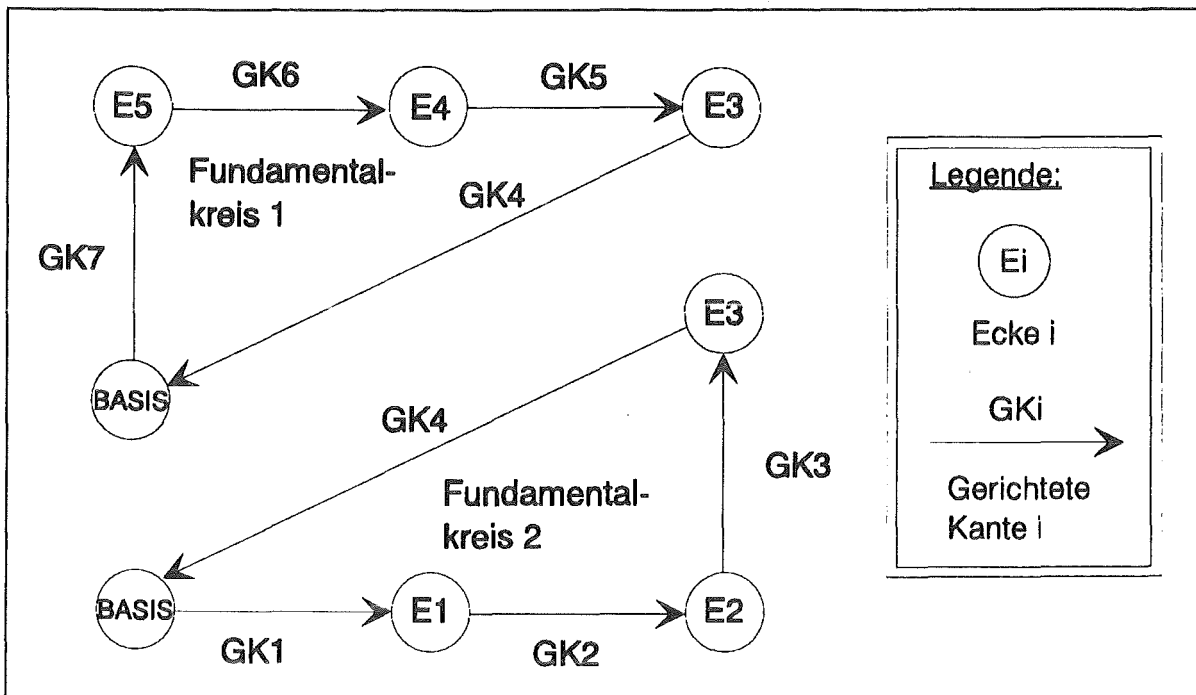 GK6
GK5
E5
E4
E3
Fundamental-
kreis 1
GK4
GK7
BASIS
E3
GK4
GK3
Fundamental-
kreis 2
BASIS
E1
E2
GK1
GK2
Legende:
Ei
Ecke i
GKi
Gerichtete
Kante i